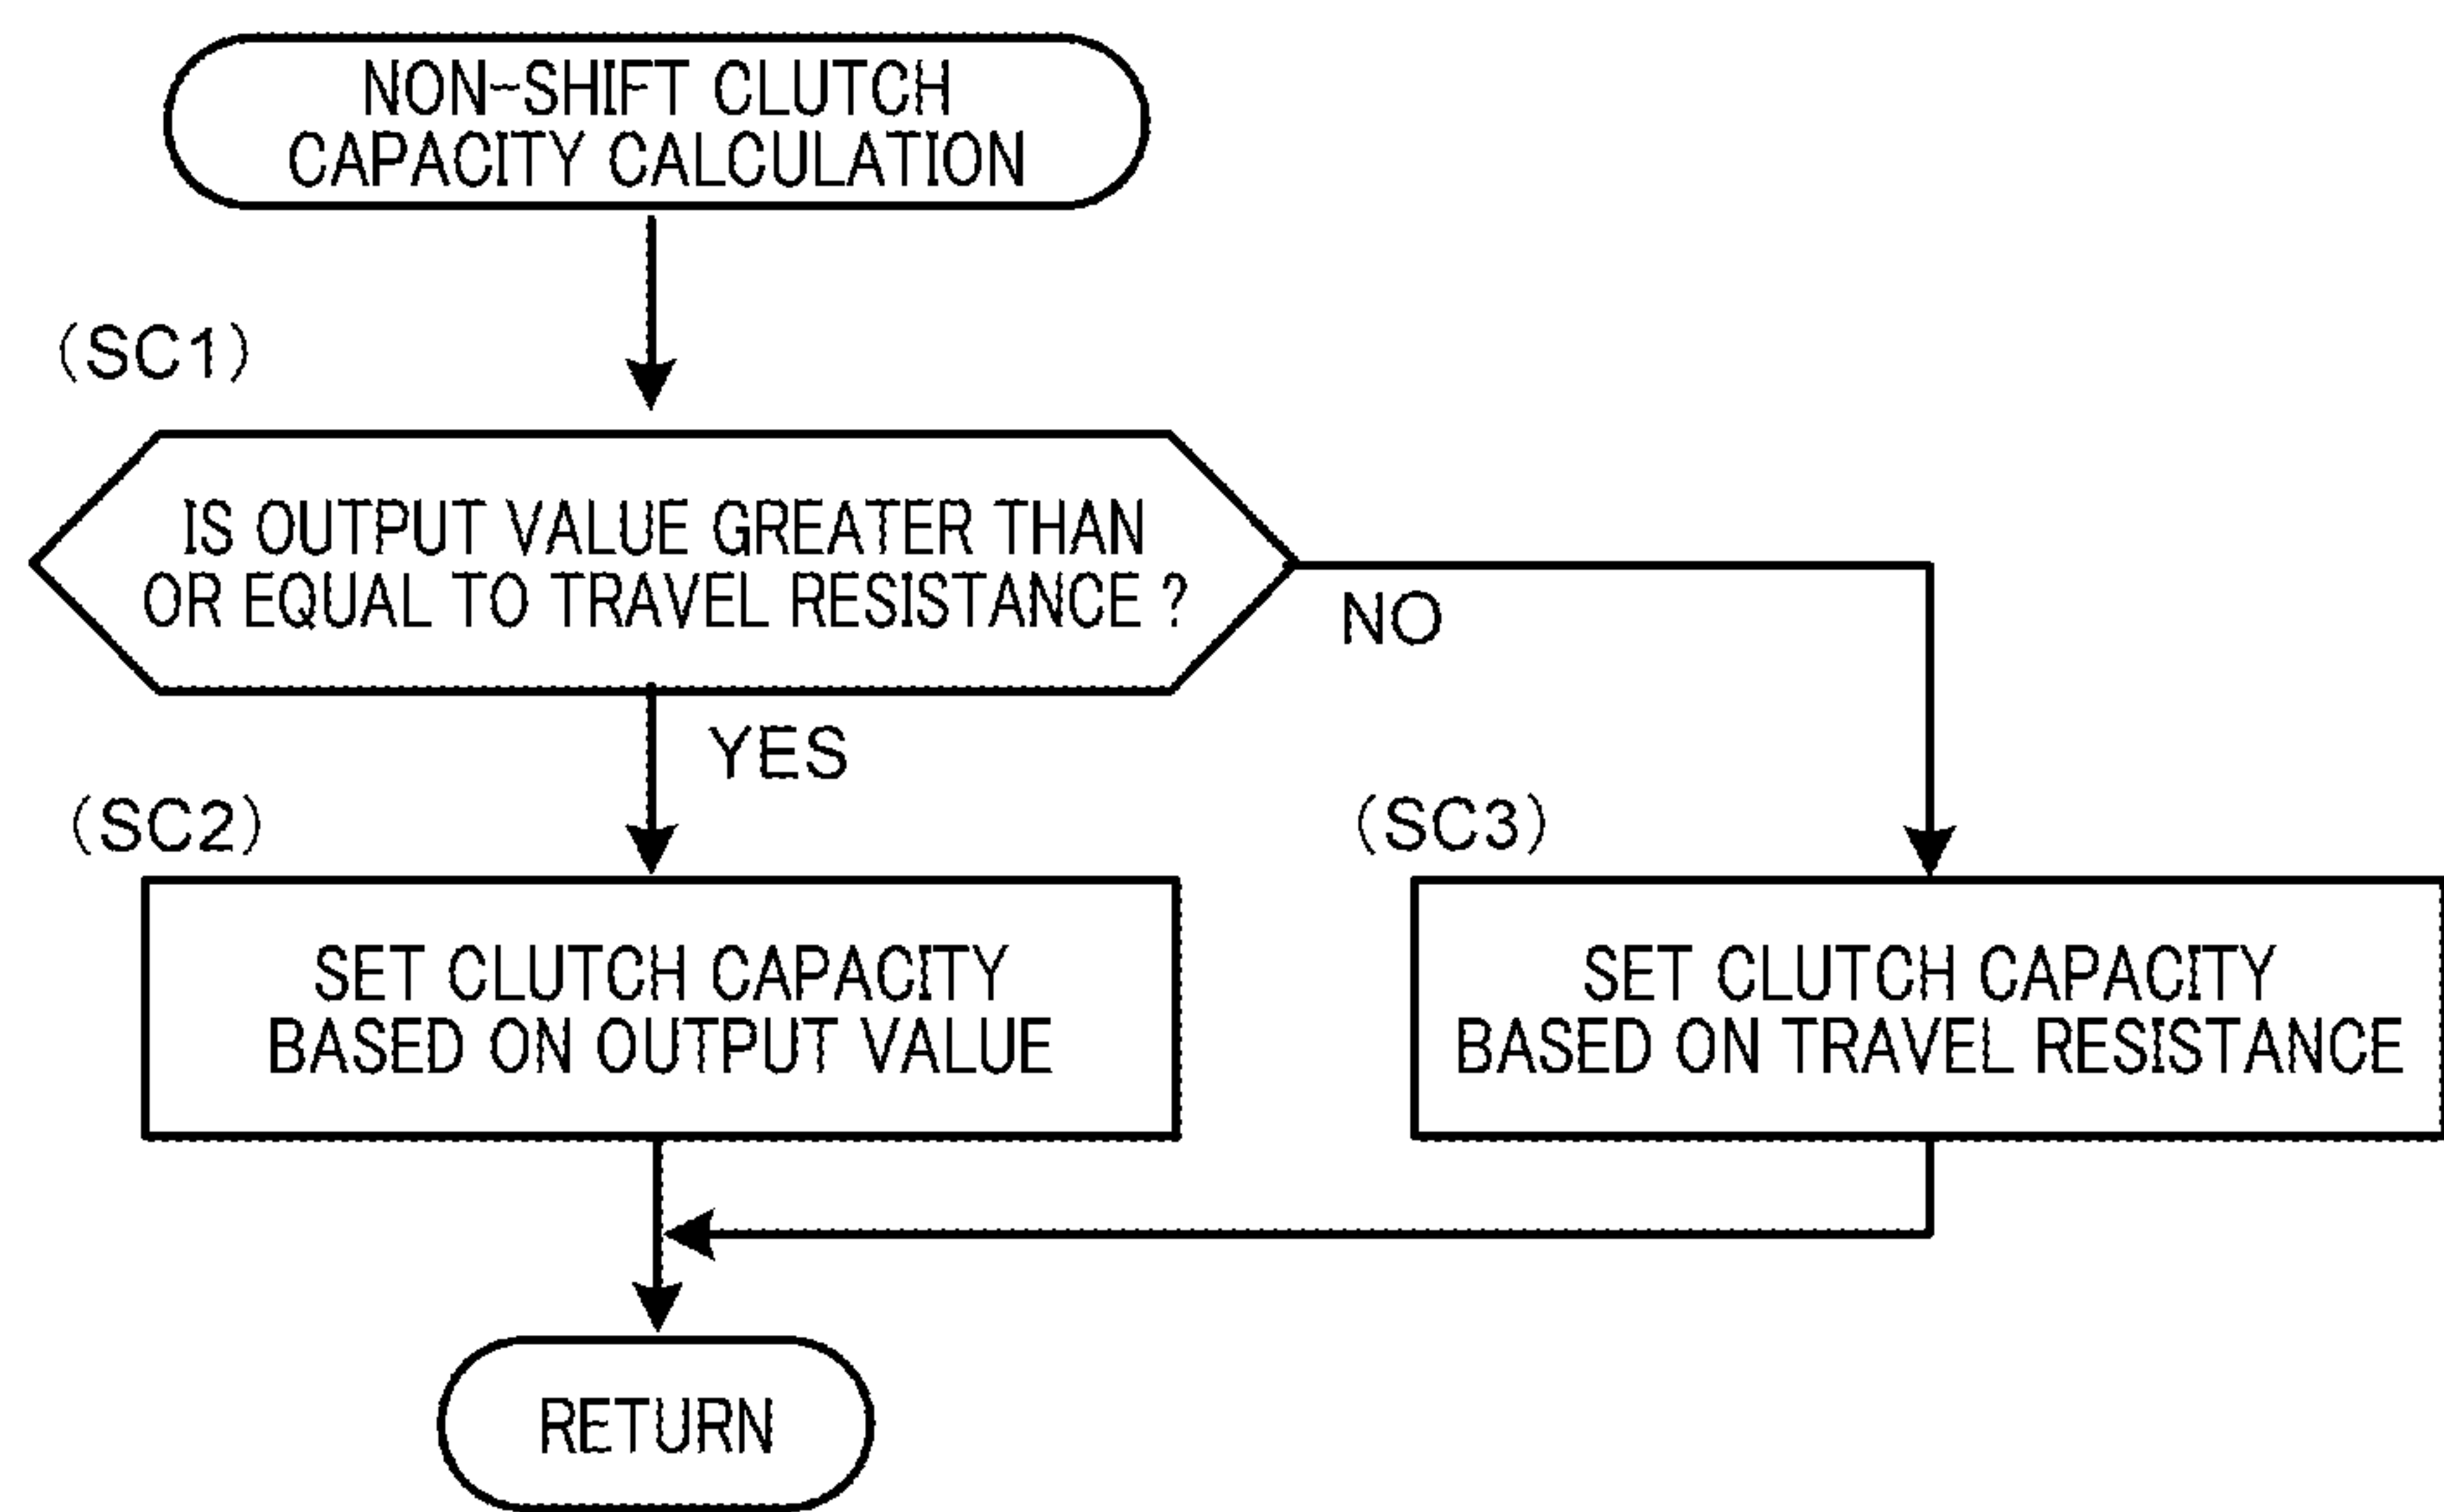 NON-SHIFT CLUTCH
CAPACITY CALCULATION
(SC1)
IS OUTPUT VALUE GREATER THAN
OR EQUAL TO TRAVEL RESISTANCE ?
NO
YES
(SC2)
SET CLUTCH CAPACITY
BASED ON OUTPUT VALUE
(SC3)
SET CLUTCH CAPACITY
BASED ON TRAVEL RESISTANCE
RETURN